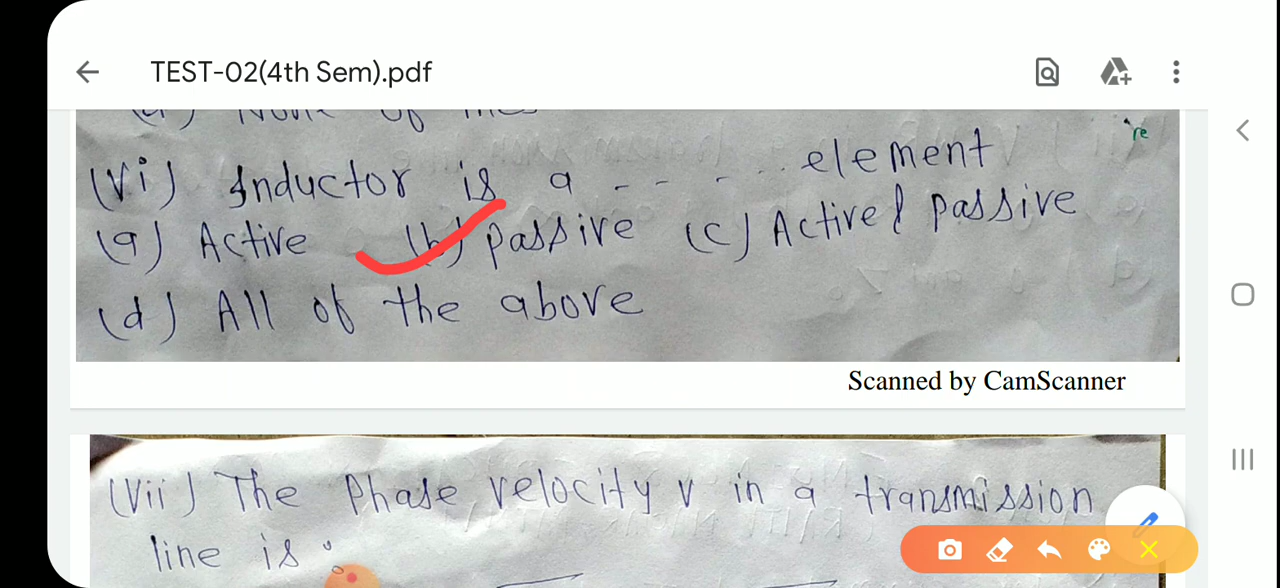 TEST-02(4th Sem).pdf
(vi) Inductor is a - - - - .. element
(a) Active (b) passive (c) Active & passive
(d) All of the above
Scanned by CamScanner
(vii) The Phase velocity v in a transmission
line is :